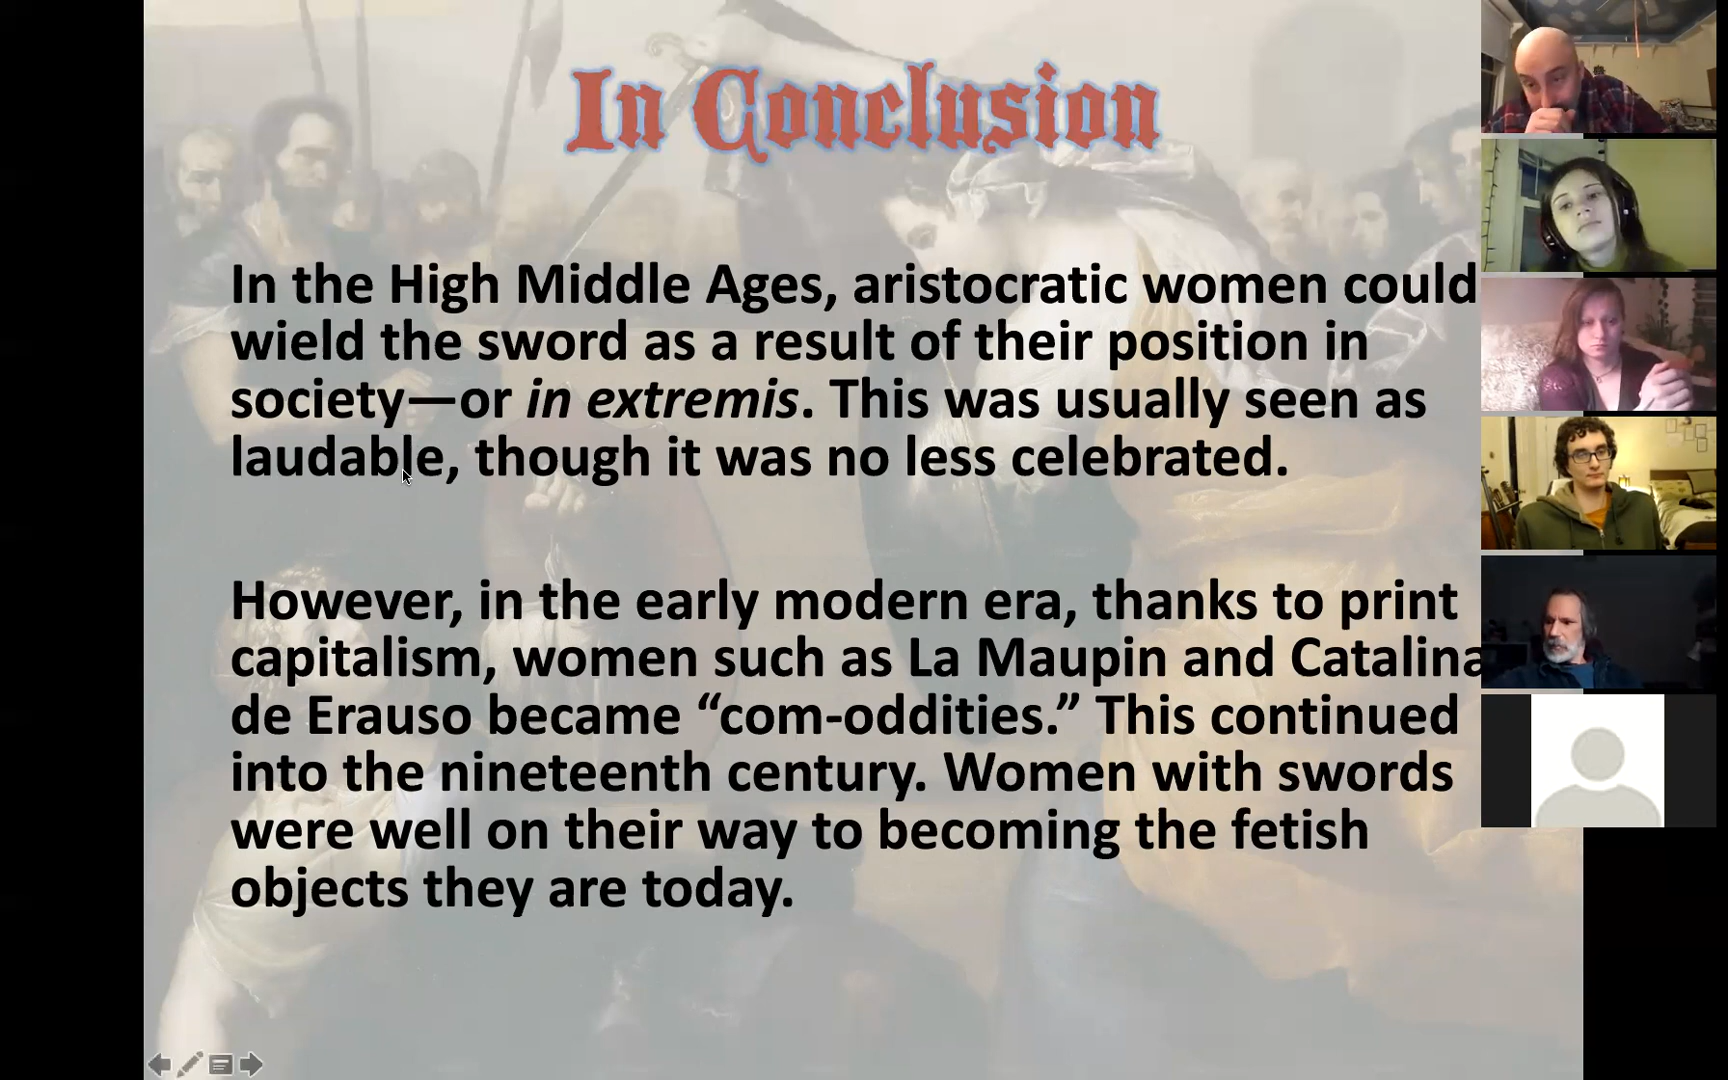 In Conclusion
In the High Middle Ages, aristocratic women could
wield the sword as a result of their position in
society—or in extremis. This was usually seen as
laudable, though it was no less celebrated.
However, in the early modern era, thanks to print
capitalism, women such as La Maupin and Catalina
de Erauso became “com-oddities.” This continued
into the nineteenth century. Women with swords
were well on their way to becoming the fetish
objects they are today.